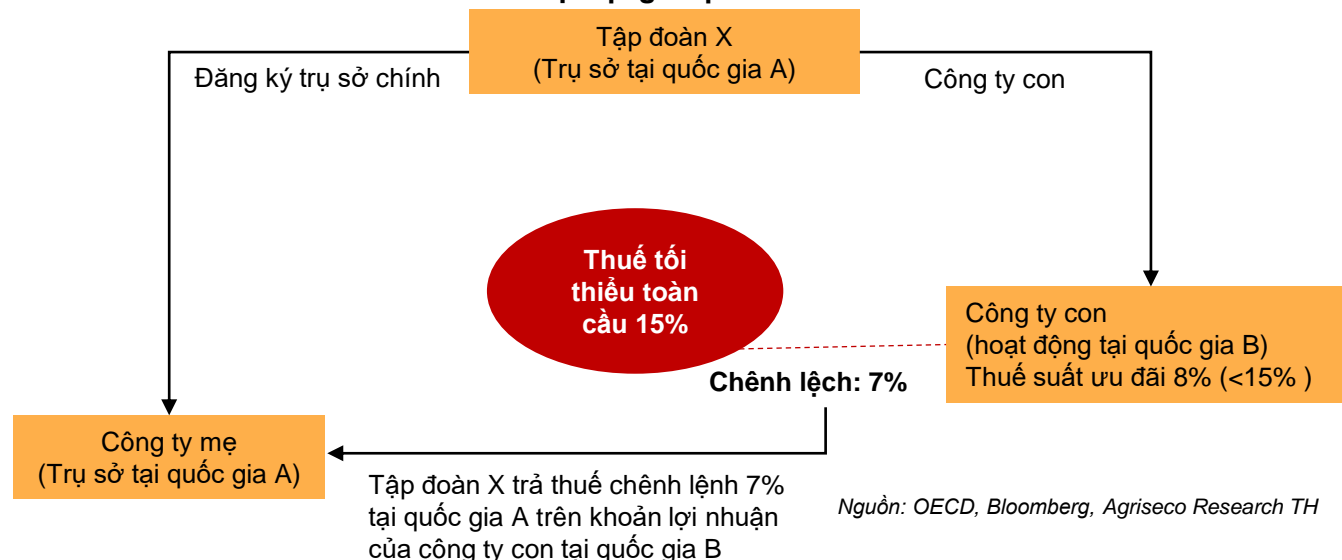 Tập đoàn X
(Trụ sở tại quốc gia A)
Đăng ký trụ sở chính
Công ty con
Thuế tối
thiểu toàn
cầu 15%
Công ty con
(hoạt động tại quốc gia B)
Thuế suất ưu đãi 8% (<15% )
Chênh lệch: 7%
Công ty mẹ
(Trụ sở tại quốc gia A)
Tập đoàn X trả thuế chênh lệnh 7%
tại quốc gia A trên khoản lợi nhuận
của công ty con tại quốc gia B
Nguồn: OECD, Bloomberg, Agriseco Research TH